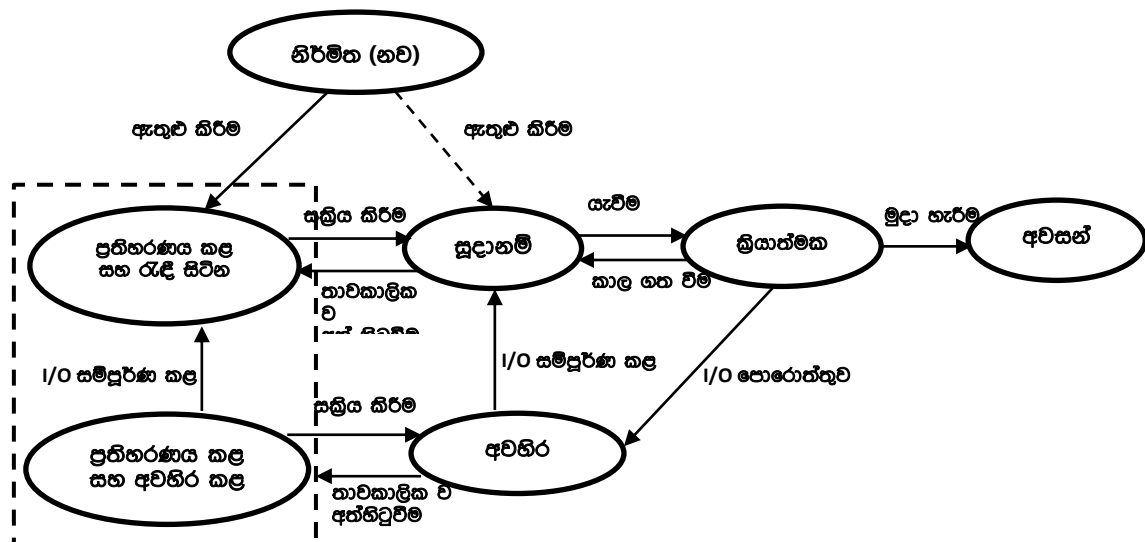 නිර්මිත (නව)
ඇතුළු කිරීම
ඇතුළු කිරීම
සක්‍රිය කිරීම
යැවීම
මුදා හැරීම
ප්‍රතිහරණය කළ
සහ රැඳී සිටින
සූදානම්
ක්‍රියාත්මක
අවසන්
තාවකාලික
ව
කාල ගත වීම
I/O සම්පූර්ණ කළ
I/O සම්පූර්ණ කළ
I/O පොරොත්තුව
සක්‍රිය කිරීම
ප්‍රතිහරණය කළ
සහ අවහිර කළ
අවහිර
තාවකාලික ව
අත්හිටුවීම